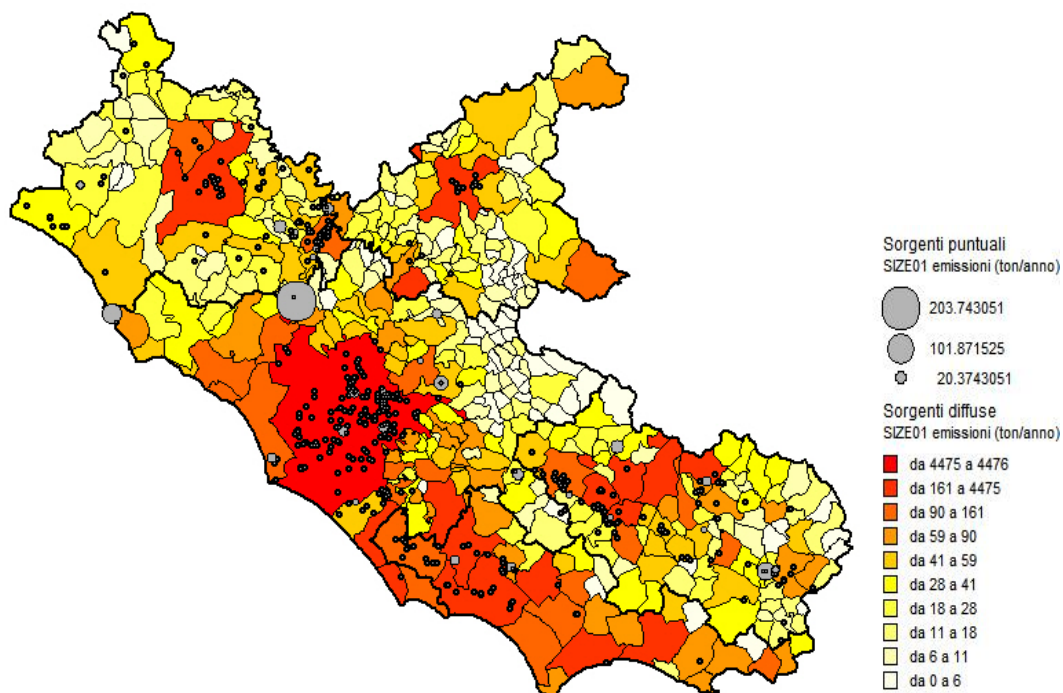 Sorgenti puntuali
SIZE01 emissioni (ton/anno)
203.743051
101.871525
20.3743051
Sorgenti diffuse
SIZE01 emissioni (ton/anno)
da 4475 a 4476
da 161 a 4475
da 90 a 161
da 59 a 90
da 41 a 59
da 28 a 41
da 18 a 28
da 11 a 18
da 6 a 11
da 0 a 6